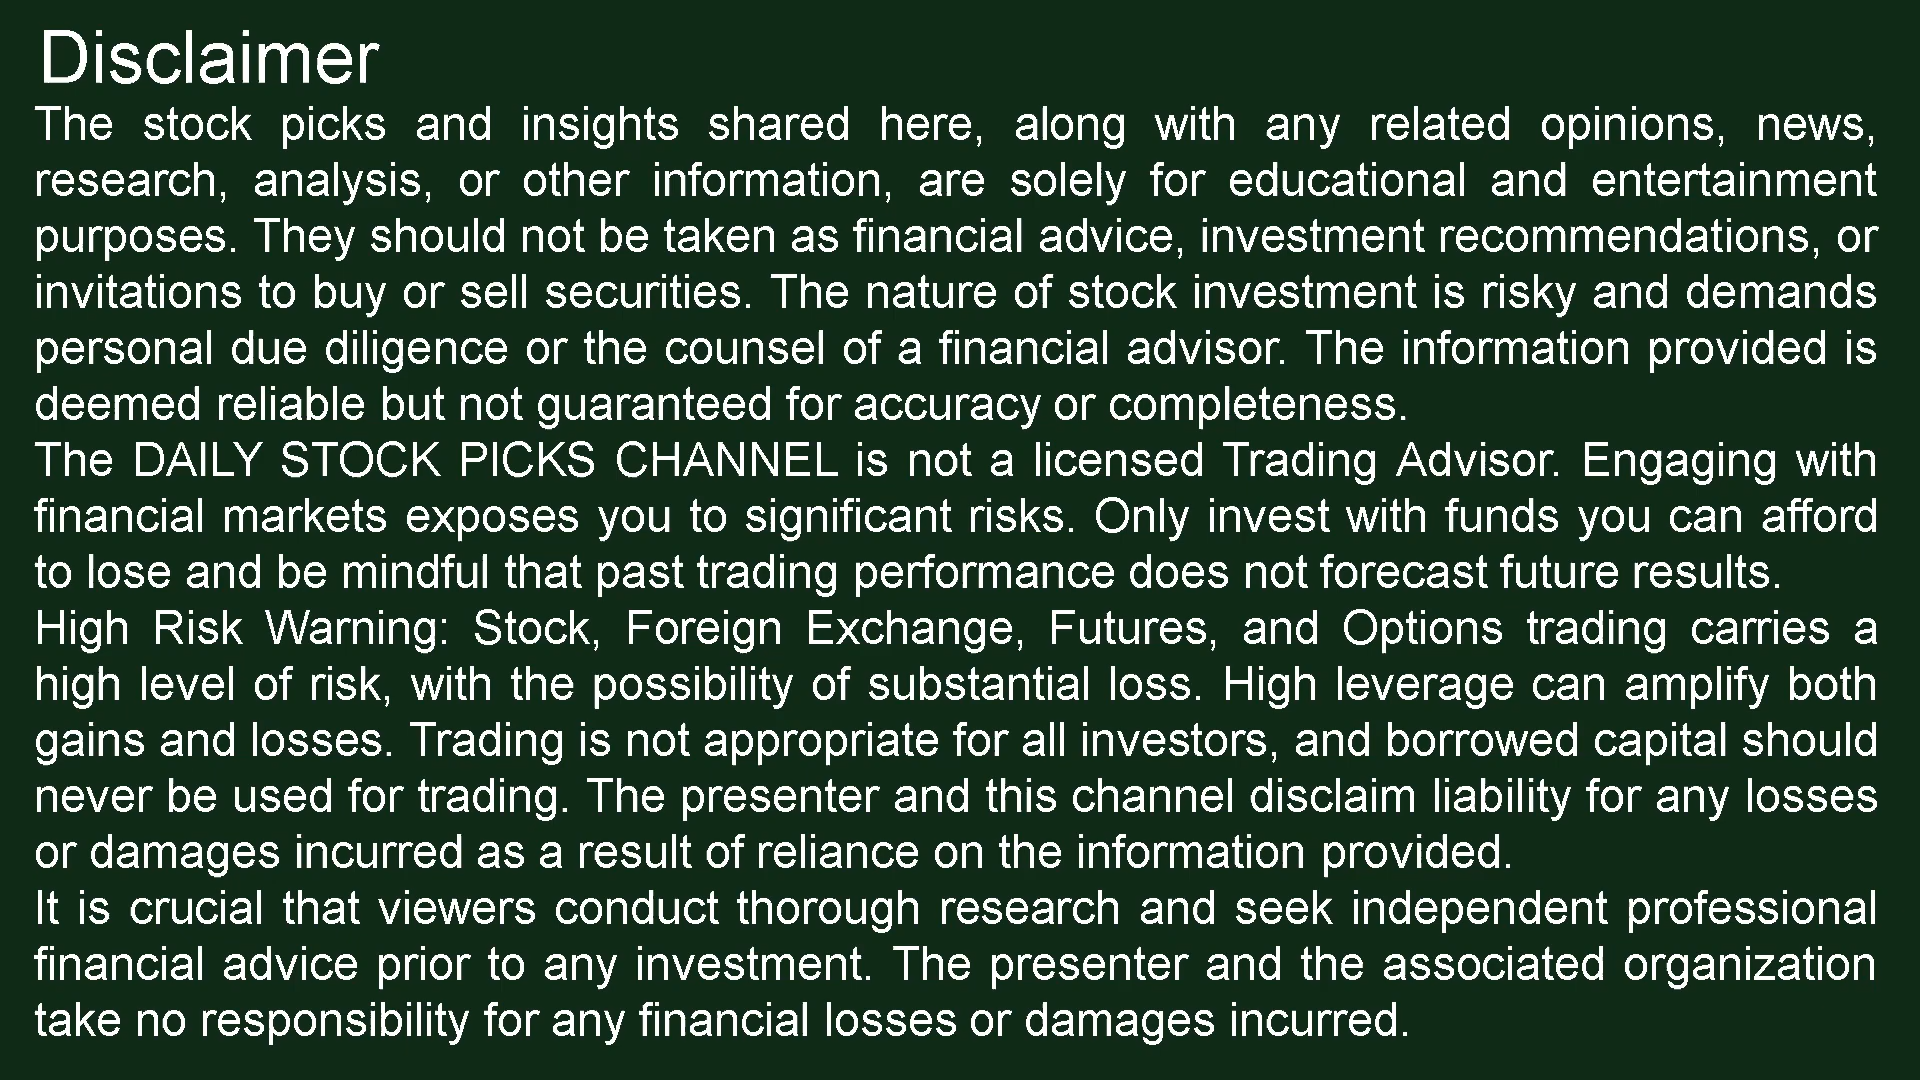 Disclaimer
The stock picks and insights shared here, along with any related opinions, news,
research, analysis, or other information, are solely for educational and entertainment
purposes. They should not be taken as financial advice, investment recommendations, or
invitations to buy or sell securities. The nature of stock investment is risky and demands
personal due diligence or the counsel of a financial advisor. The information provided is
deemed reliable but not guaranteed for accuracy or completeness.
The DAILY STOCK PICKS CHANNEL is not a licensed Trading Advisor. Engaging with
financial markets exposes you to significant risks. Only invest with funds you can afford
to lose and be mindful that past trading performance does not forecast future results.
High Risk Warning: Stock, Foreign Exchange, Futures, and Options trading carries a
high level of risk, with the possibility of substantial loss. High leverage can amplify both
gains and losses. Trading is not appropriate for all investors, and borrowed capital should
never be used for trading. The presenter and this channel disclaim liability for any losses
or damages incurred as a result of reliance on the information provided.
It is crucial that viewers conduct thorough research and seek independent professional
financial advice prior to any investment. The presenter and the associated organization
take no responsibility for any financial losses or damages incurred.